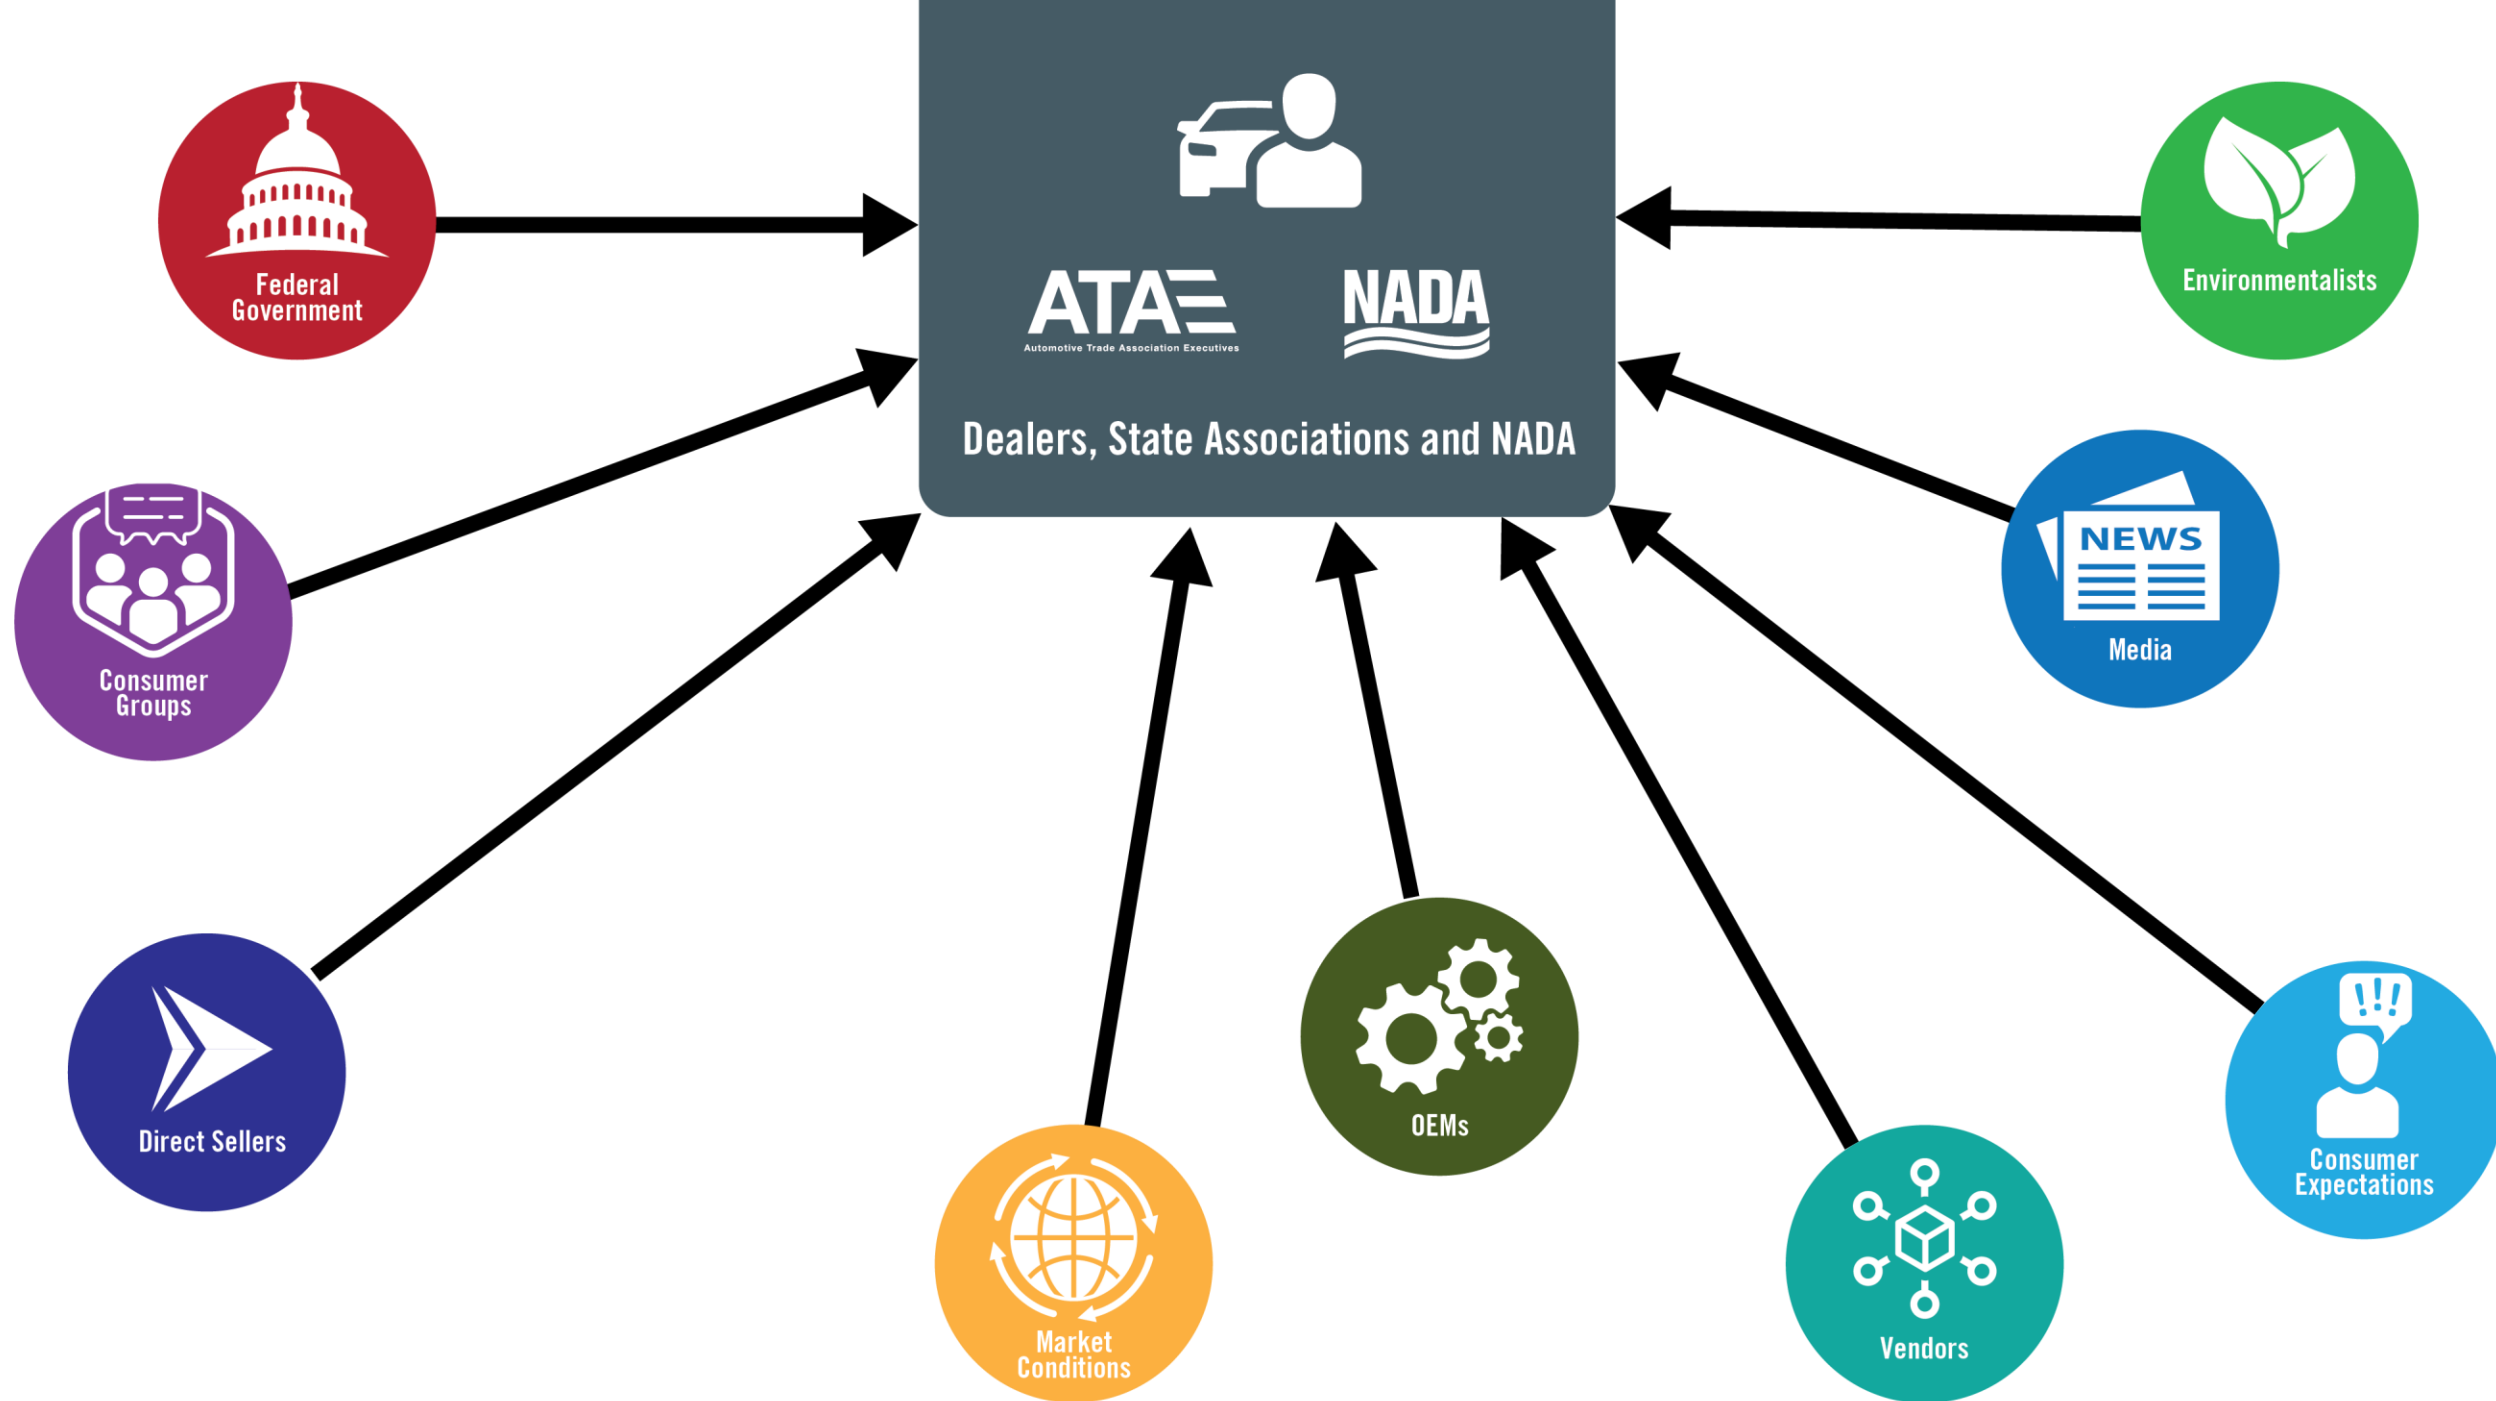 Federal
Government
ATAE
Automotive Trade Association Executives
NADA
Dealers, State Associations and NADA
Environmentalists
NEWS
Media
Consumer
Groups
Direct Sellers
OEMs
Market
Conditions
Vendors
!!!
Consumer
Expectations